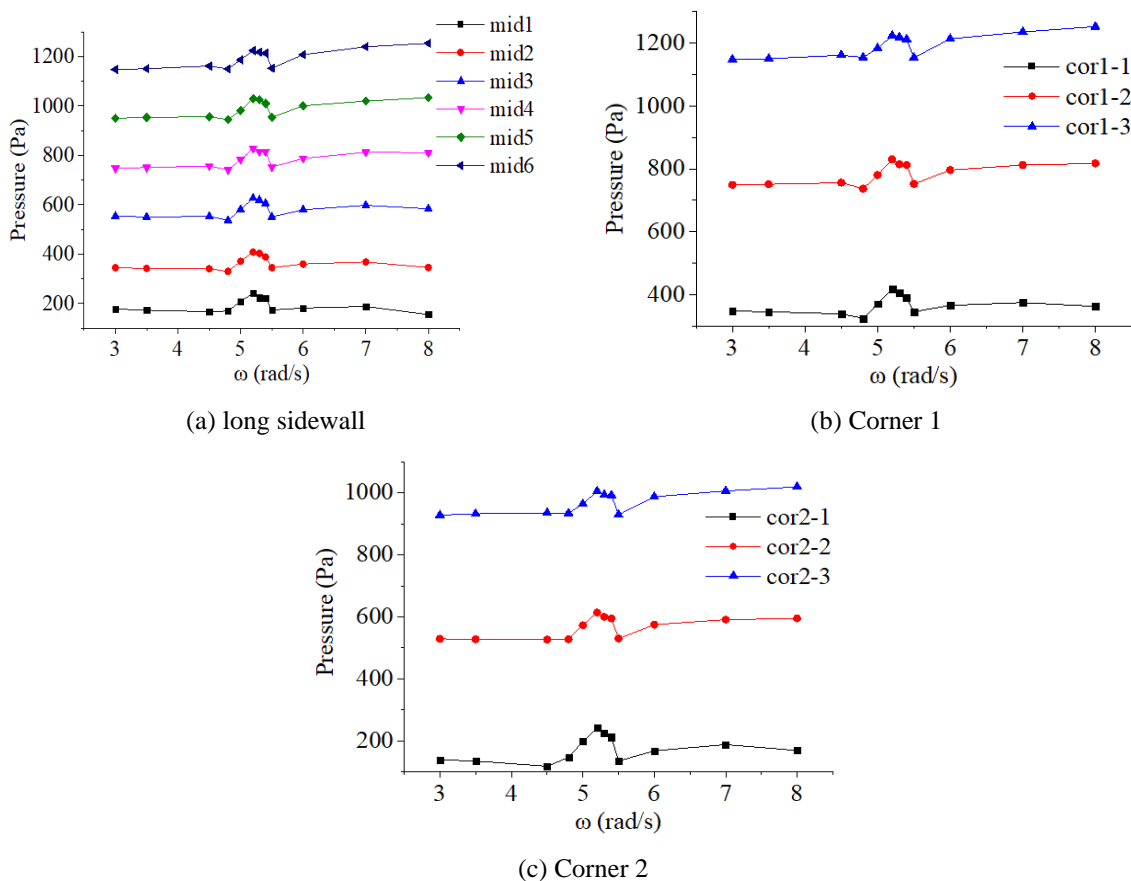 mid1
mid2
mid3
mid4
mid5
mid6
1200
1000
800
600
400
200
Pressure (Pa)
3 4 5 6 7 8
ω (rad/s)
(a) long sidewall
cor1-1
cor1-2
cor1-3
1200
1000
800
600
400
Pressure (Pa)
3 4 5 6 7 8
ω (rad/s)
(b) Corner 1
cor2-1
cor2-2
cor2-3
1000
800
600
400
200
Pressure (Pa)
3 4 5 6 7 8
ω (rad/s)
(c) Corner 2